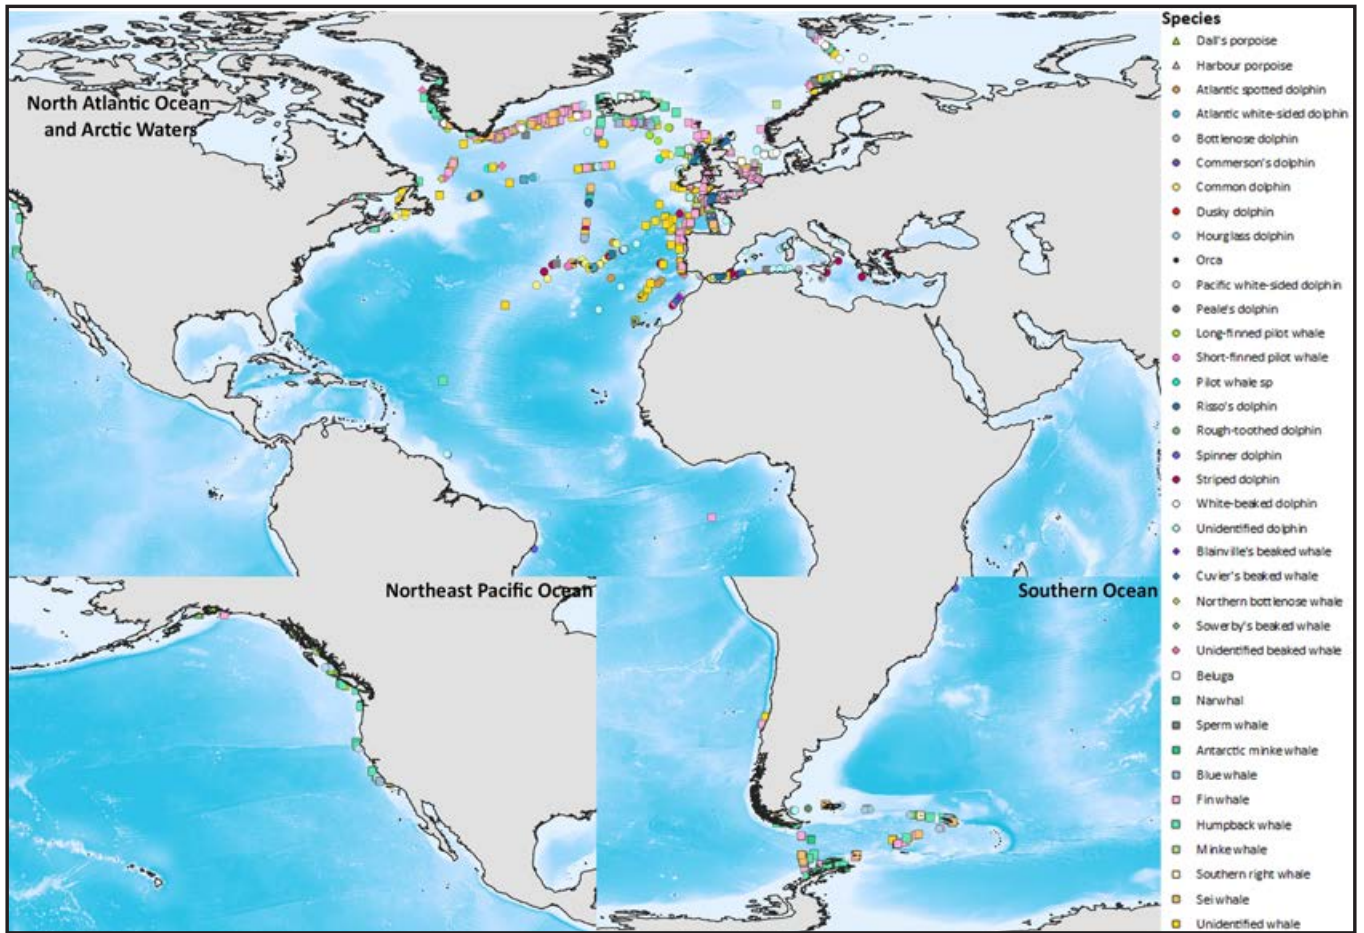 North Atlantic Ocean
and Arctic Waters
Northeast Pacific Ocean
Southern Ocean
Species
Dall's porpoise
Harbour porpoise
Atlantic spotted dolphin
Atlantic white-sided dolphin
Bottlenose dolphin
Commerson's dolphin
Common dolphin
Dusky dolphin
Hourglass dolphin
Orca
Pacific white-sided dolphin
Peale's dolphin
Long-finned pilot whale
Short-finned pilot whale
Pilot whale sp
Risso's dolphin
Rough-toothed dolphin
Spinner dolphin
Striped dolphin
White-beaked dolphin
Unidentified dolphin
Blainville's beaked whale
Cuvier's beaked whale
Northern bottlenose whale
Sowerby's beaked whale
Unidentified beaked whale
Beluga
Narwhal
Sperm whale
Antarctic minke whale
Blue whale
Fin whale
Humpback whale
Minke whale
Southern right whale
Sei whale
Unidentified whale